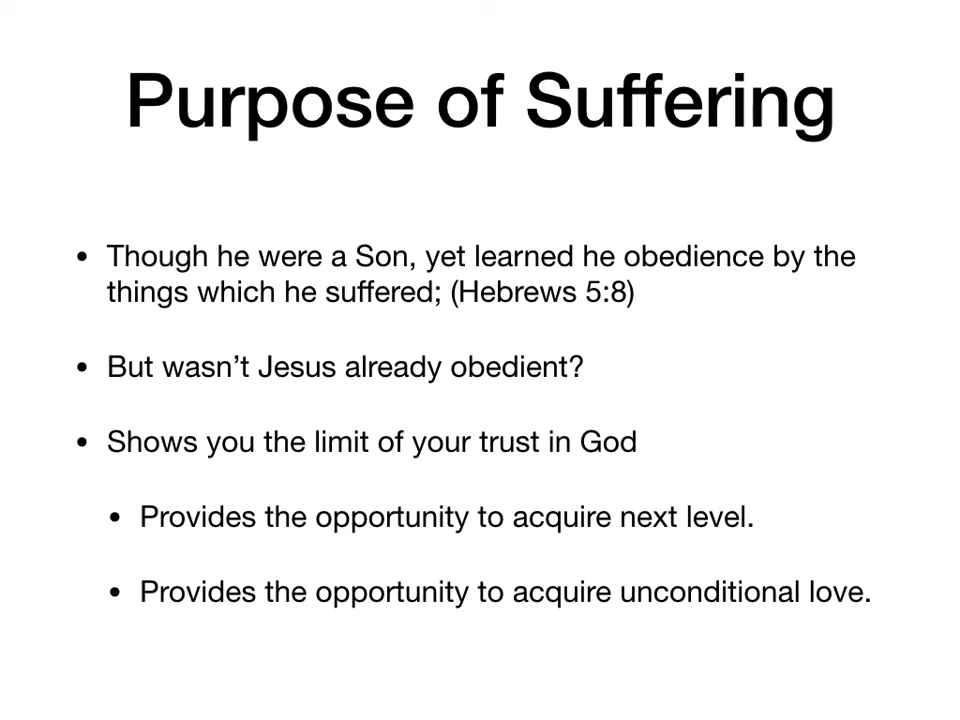 Purpose of Suffering
• Though he were a Son, yet learned he obedience by the
things which he suffered; (Hebrews 5:8)
• But wasn’t Jesus already obedient?
• Shows you the limit of your trust in God
• Provides the opportunity to acquire next level.
• Provides the opportunity to acquire unconditional love.